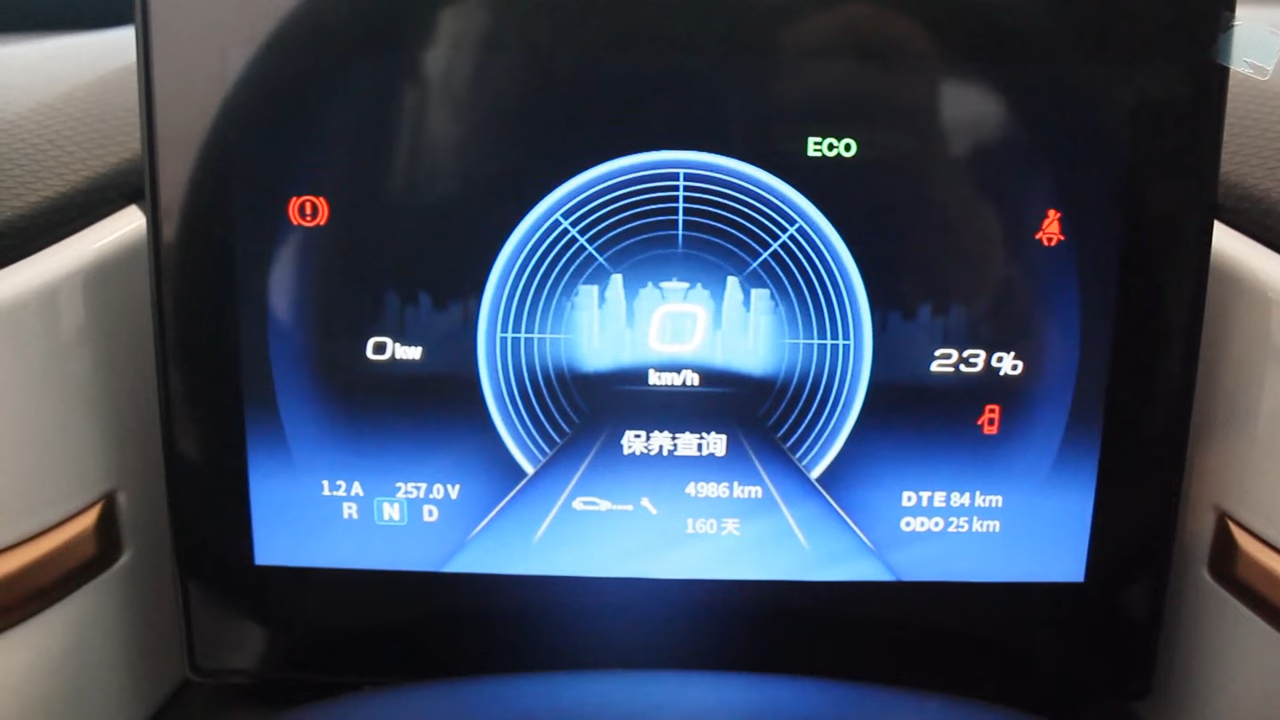 ECO
0 kw
0
km/h
23%
保养查询
4986 km
160 天
1.2 A 257.0 V
R N D
DTE 84 km
ODO 25 km